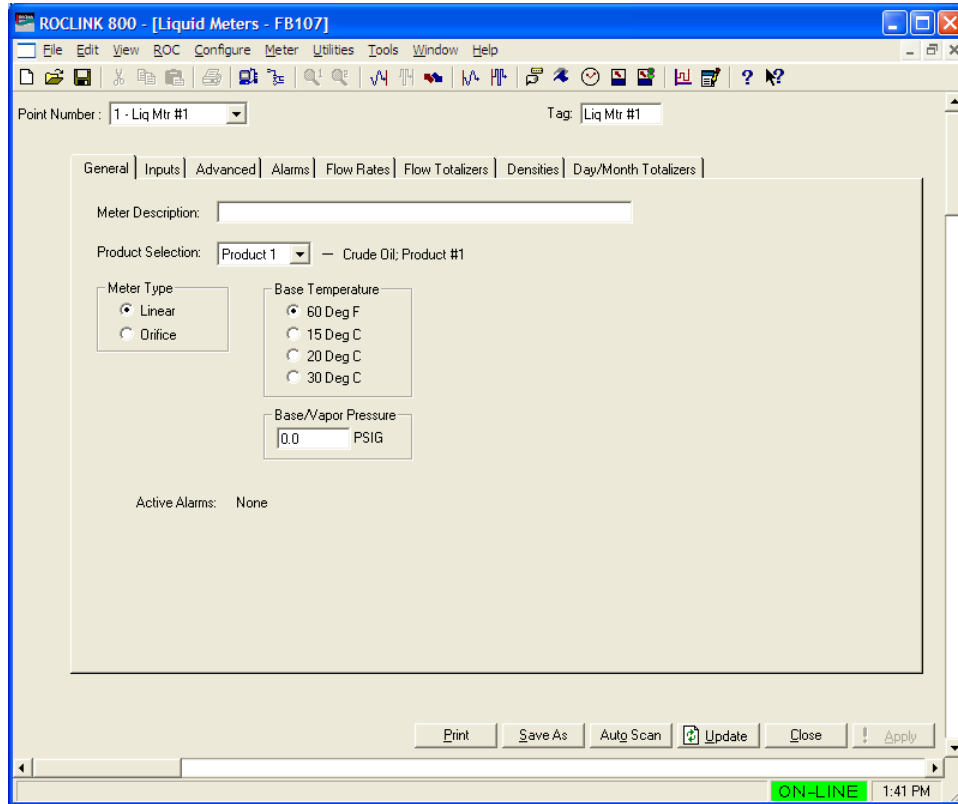 ROCLINK 800 - [Liquid Meters - FB107]
File Edit View ROC Configure Meter Utilities Tools Window Help
Point Number : 1 - Liq Mtr #1 Tag: Liq Mtr #1
General Inputs Advanced Alarms Flow Rates Flow Totalizers Densities Day/Month Totalizers
Meter Description:
Product Selection: Product 1 — Crude Oil; Product #1
Meter Type Base Temperature
Linear 60 Deg F
Orifice 15 Deg C
20 Deg C
30 Deg C
Base/Vapor Pressure
0.0 PSIG
Active Alarms: None
Print Save As Auto Scan Update Close ! Apply
ON-LINE 1:41 PM